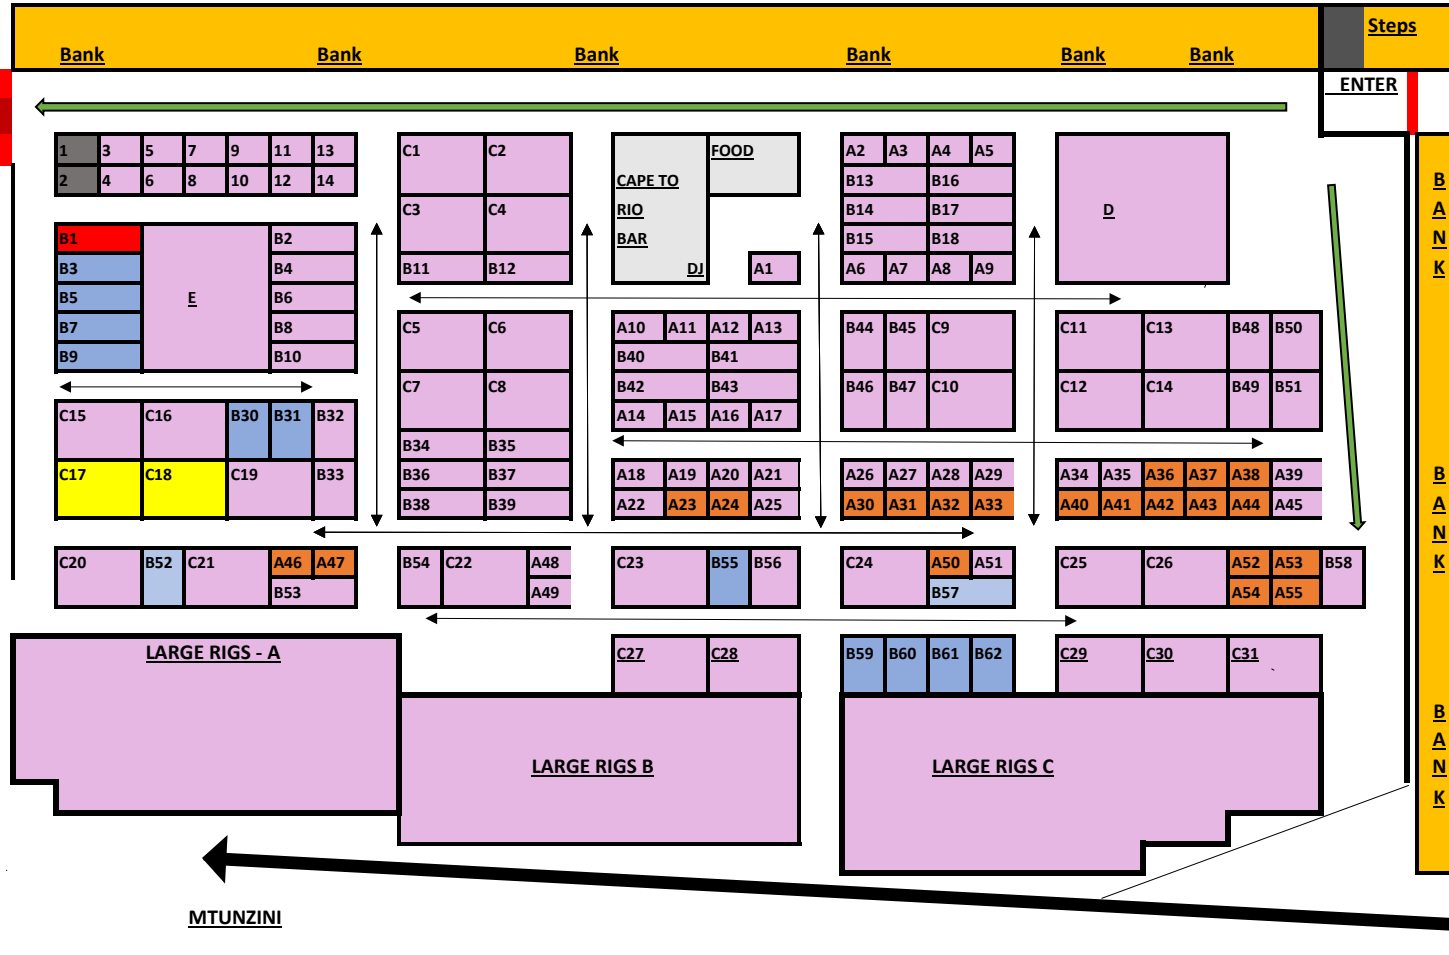 Steps
Bank Bank Bank Bank Bank Bank
ENTER
1 3 5 7 9 11 13 C1 C2 FOOD A2 A3 A4 A5
2 4 6 8 10 12 14 CAPE TO B13 B16 B
C3 C4 RIO B14 B17 D A
B1 B2 BAR B15 B18 N
B3 B4 B11 B12 DJ A1 A6 A7 A8 A9 K
B5 E B6
B7 B8 C5 C6 A10 A11 A12 A13 B44 B45 C9 C11 C13 B48 B50
B9 B10 B40 B41
C7 C8 B42 B43 B46 B47 C10 C12 C14 B49 B51
C15 C16 B30 B31 B32 A14 A15 A16 A17
B34 B35
C17 C18 C19 B33 B36 B37 A18 A19 A20 A21 A26 A27 A28 A29 A34 A35 A36 A37 A38 A39 B
B38 B39 A22 A23 A24 A25 A30 A31 A32 A33 A40 A41 A42 A43 A44 A45 A
N
C20 B52 C21 A46 A47 B54 C22 A48 C23 B55 B56 C24 A50 A51 C25 C26 A52 A53 B58 K
B53 A49 B57 A54 A55
LARGE RIGS - A C27 C28 B59 B60 B61 B62 C29 C30 C31
B
A
LARGE RIGS B LARGE RIGS C N
K
MTUNZINI